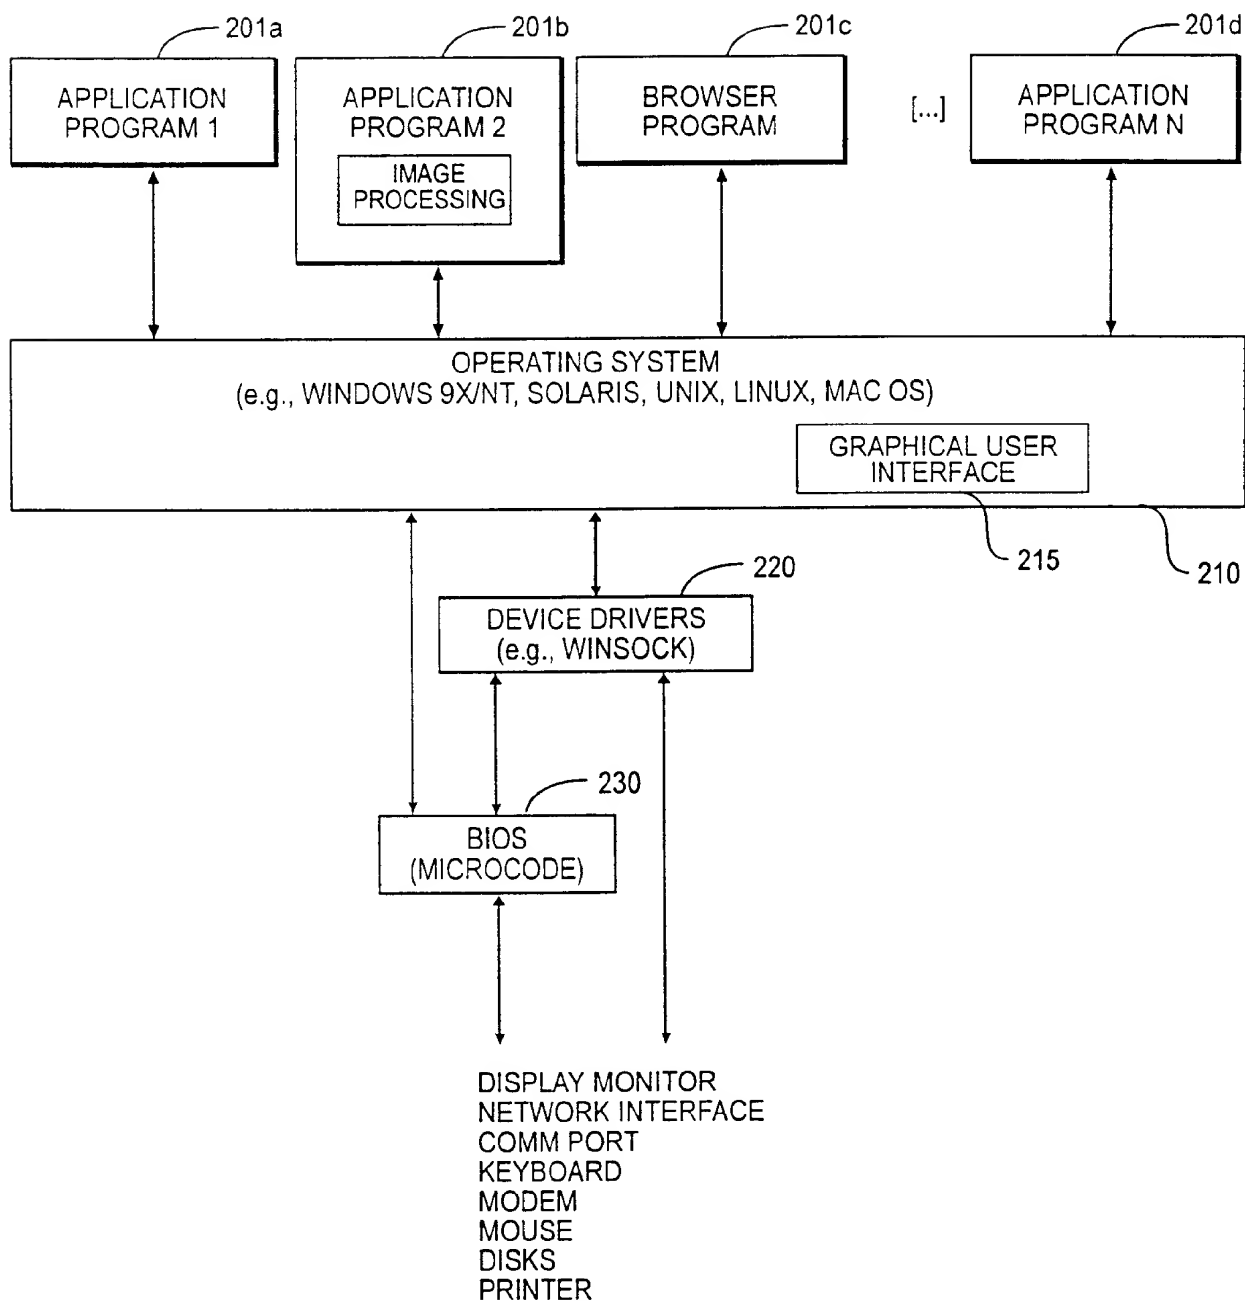 201a
201b
201c
201d
APPLICATION
PROGRAM 1
APPLICATION
PROGRAM 2
IMAGE
PROCESSING
BROWSER
PROGRAM
[...]
APPLICATION
PROGRAM N
OPERATING SYSTEM
(e.g., WINDOWS 9X/NT, SOLARIS, UNIX, LINUX, MAC OS)
GRAPHICAL USER
INTERFACE
215
210
220
DEVICE DRIVERS
(e.g., WINSOCK)
230
BIOS
(MICROCODE)
DISPLAY MONITOR
NETWORK INTERFACE
COMM PORT
KEYBOARD
MODEM
MOUSE
DISKS
PRINTER